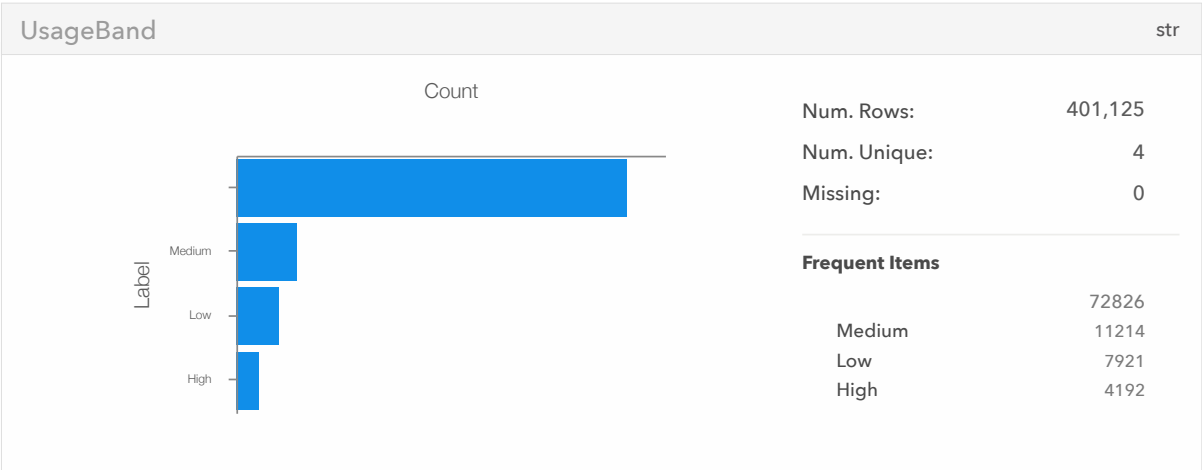 UsageBand str
Count
Label
Medium
Low
High
Num. Rows: 401,125
Num. Unique: 4
Missing: 0
Frequent Items
72826
Medium 11214
Low 7921
High 4192